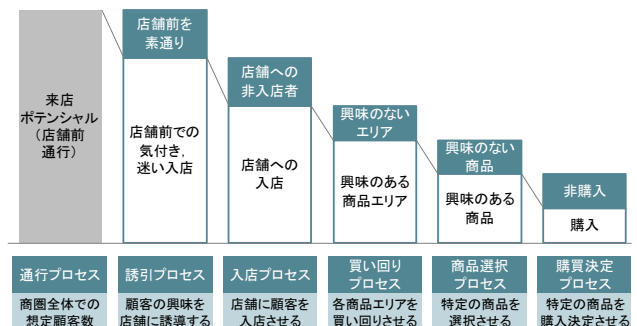 来店
ポテンシャル
（店舗前
通行）
店舗前を
素通り
店舗前での
気付き，
迷い入店
店舗への
非入店者
店舗への
入店
興味のない
エリア
興味のある
商品エリア
興味のない
商品
興味のある
商品
非購入
購入
通行プロセス
誘引プロセス
入店プロセス
買い回り
プロセス
商品選択
プロセス
購買決定
プロセス
商圏全体での
想定顧客数
顧客の興味を
店舗に誘導する
店舗に顧客を
入店させる
各商品エリアを
買い回りさせる
特定の商品を
選択させる
特定の商品を
購入決定させる